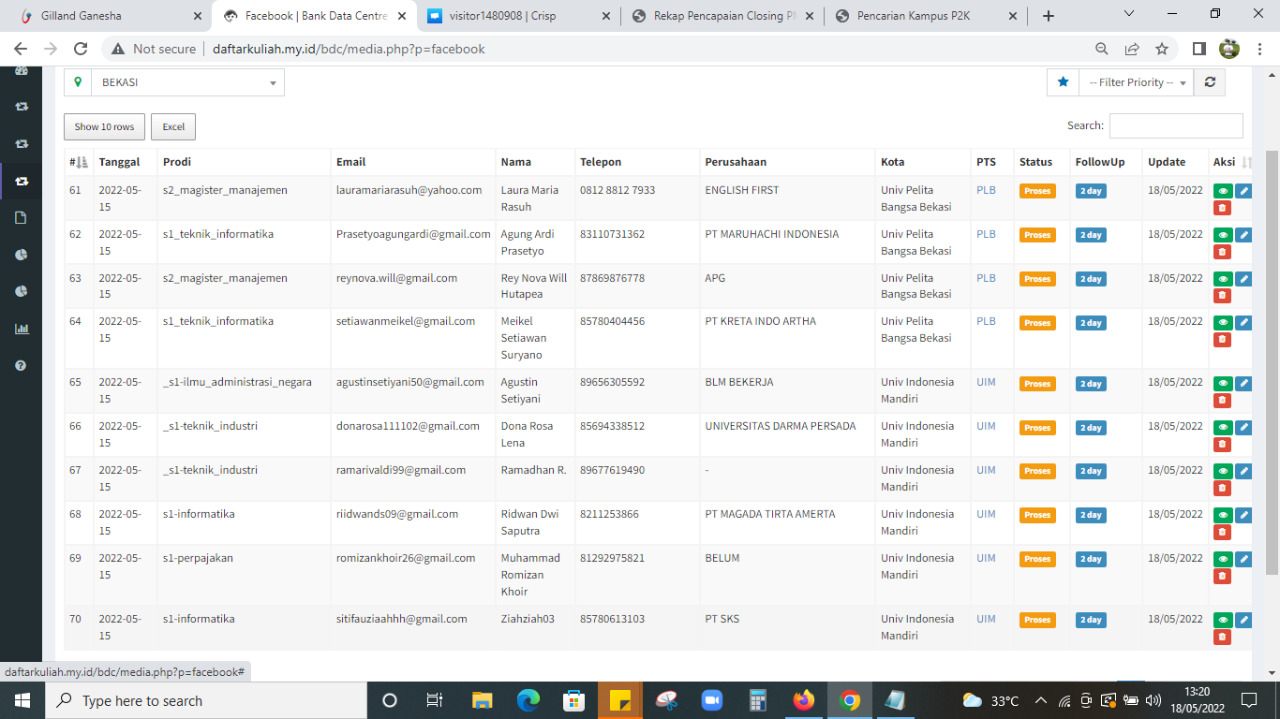 Gilland Ganesha
Facebook | Bank Data Centre
visitor1480908 | Crisp
Rekap Pencapaian Closing P
Pencarian Kampus P2K
Not secure | daftarkuliah.my.id/bdc/media.php?p=facebook
BEKASI
-- Filter Priority --
Show 10 rows
Excel
Search:
# Tanggal Prodi Email Nama Telepon Perusahaan Kota PTS Status FollowUp Update Aksi
61 2022-05- s2_magister_manajemen lauramariarasuh@yahoo.com Laura Maria 0812 8812 7933 ENGLISH FIRST Univ Pelita PLB Proses 2 day 18/05/2022
15 Rasuh Bangsa Bekasi
62 2022-05- s1_teknik_informatika Prasetyoagungardi@gmail.com Agung Ardi 83110731362 PT MARUHACHI INDONESIA Univ Pelita PLB Proses 2 day 18/05/2022
15 Prasetyo Bangsa Bekasi
63 2022-05- s2_magister_manajemen reynova.will@gmail.com Rey Nova Will 87869876778 APG Univ Pelita PLB Proses 2 day 18/05/2022
15 Hutapea Bangsa Bekasi
64 2022-05- s1_teknik_informatika setiawanmeikel@gmail.com Meikel 85780404456 PT KRETA INDO ARTHA Univ Pelita PLB Proses 2 day 18/05/2022
15 Setiawan Bangsa Bekasi
Suryano
65 2022-05- _s1-ilmu_administrasi_negara agustinsetiyani50@gmail.com Agustin 89656305592 BLM BEKERJA Univ Indonesia UIM Proses 2 day 18/05/2022
15 Setiyani Mandiri
66 2022-05- _s1-teknik_industri donarosa111102@gmail.com Dona Rosa 85694338512 UNIVERSITAS DARMA PERSADA Univ Indonesia UIM Proses 2 day 18/05/2022
15 Lena Mandiri
67 2022-05- _s1-teknik_industri ramarivaldi99@gmail.com Ramadhan R. 89677619490 - Univ Indonesia UIM Proses 2 day 18/05/2022
15 Mandiri
68 2022-05- s1-informatika riidwands09@gmail.com Ridwan Dwi 8211253866 PT MAGADA TIRTA AMERTA Univ Indonesia UIM Proses 2 day 18/05/2022
15 Saputra Mandiri
69 2022-05- s1-perpajakan romizankhoir26@gmail.com Muhammad 81292975821 BELUM Univ Indonesia UIM Proses 2 day 18/05/2022
15 Romizan Mandiri
Khoir
70 2022-05- s1-informatika sitifauziaahhh@gmail.com Ziahziah03 85780613103 PT SKS Univ Indonesia UIM Proses 2 day 18/05/2022
15 Mandiri
daftarkuliah.my.id/bdc/media.php?p=facebook#
Type here to search
33°C
13:20
18/05/2022